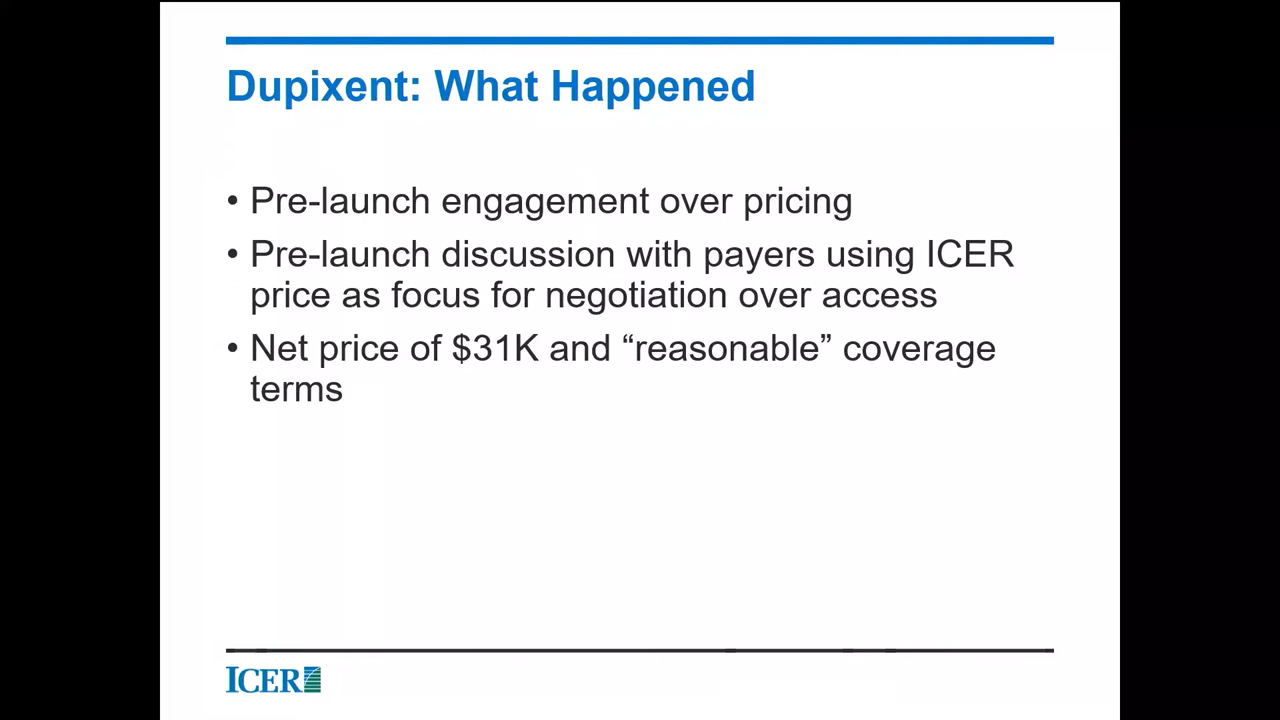 Dupixent: What Happened
• Pre-launch engagement over pricing
• Pre-launch discussion with payers using ICER
price as focus for negotiation over access
• Net price of $31K and “reasonable” coverage
terms
ICER